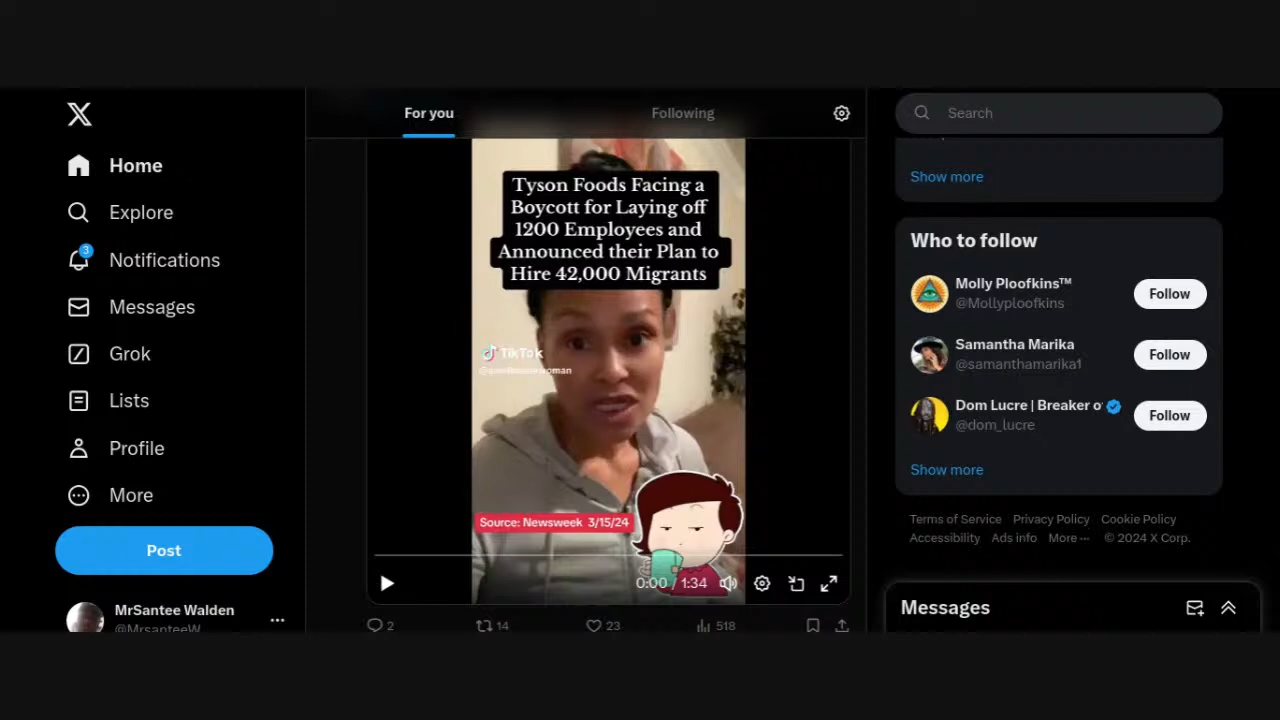 For you
Following
Search
Home
Explore
3
Notifications
Messages
Grok
Lists
Profile
More
Post
MrSantee Walden
@MrsanteeW
Tyson Foods Facing a
Boycott for Laying off
1200 Employees and
Announced their Plan to
Hire 42,000 Migrants
TikTok
Source: Newsweek 3/15/24
0:00 / 1:34
2
14
23
518
Show more
Who to follow
Molly Ploofkins™
@Mollyploofkins
Follow
Samantha Marika
@samanthamarika1
Follow
Dom Lucre | Breaker o
@dom_lucre
Follow
Show more
Terms of Service Privacy Policy Cookie Policy
Accessibility Ads info More ··· © 2024 X Corp.
Messages